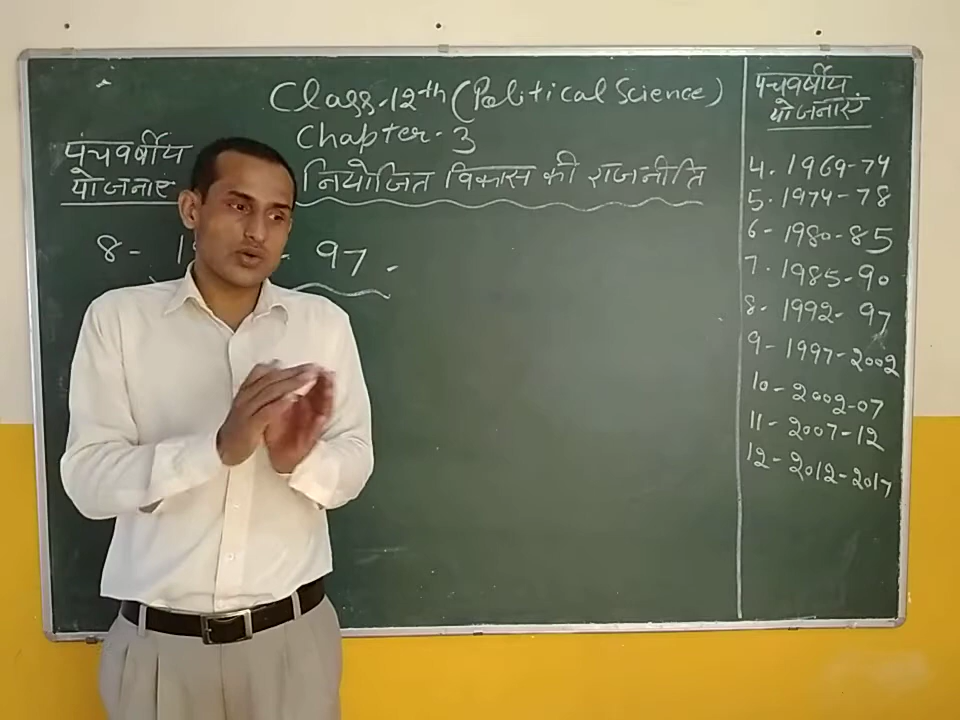 Class-12th (Political Science)
Chapter-3
नियोजित विकास की राजनीति
पंचवर्षीय
योजनाएं
8- 97
पंचवर्षीय
योजनाएं
4. 1969-74
5. 1974-78
6- 1980-85
7. 1985-90
8- 1992-97
9- 1997-2002
10-2002-07
11-2007-12
12-2012-2017